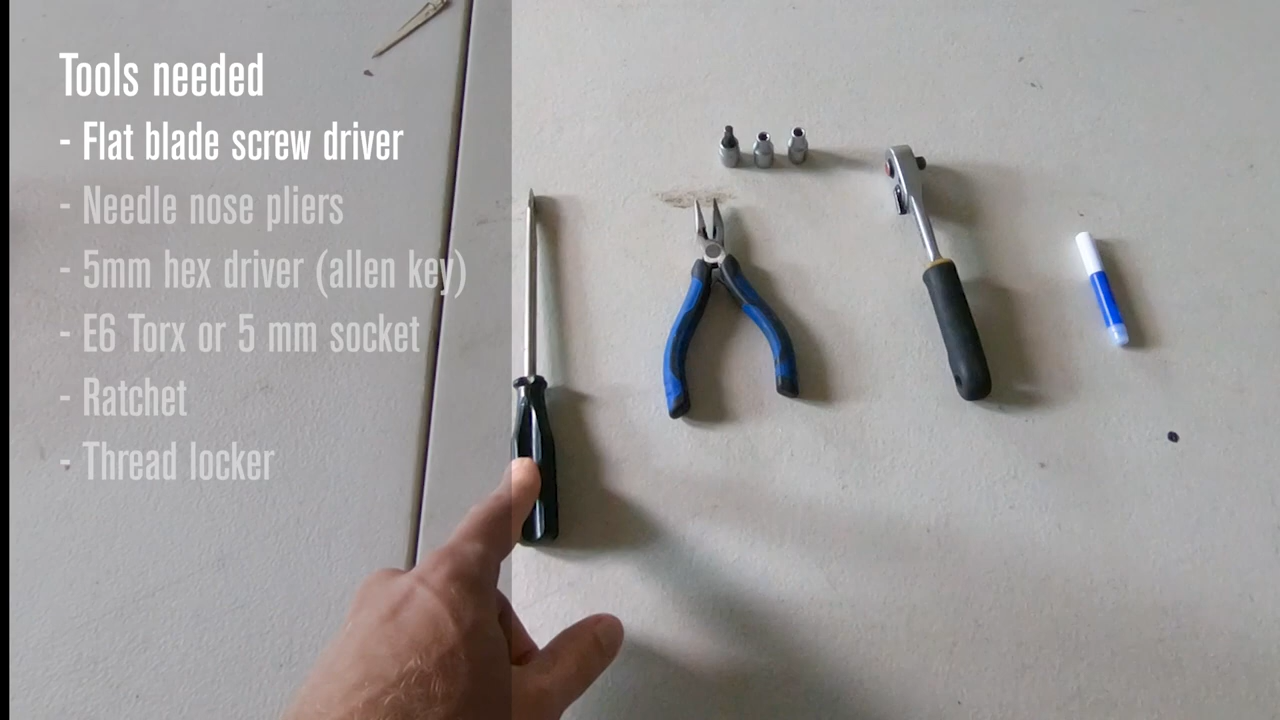 Tools needed
- Flat blade screw driver
- Needle nose pliers
- 5mm hex driver (allen key)
- E6 Torx or 5 mm socket
- Ratchet
- Thread locker